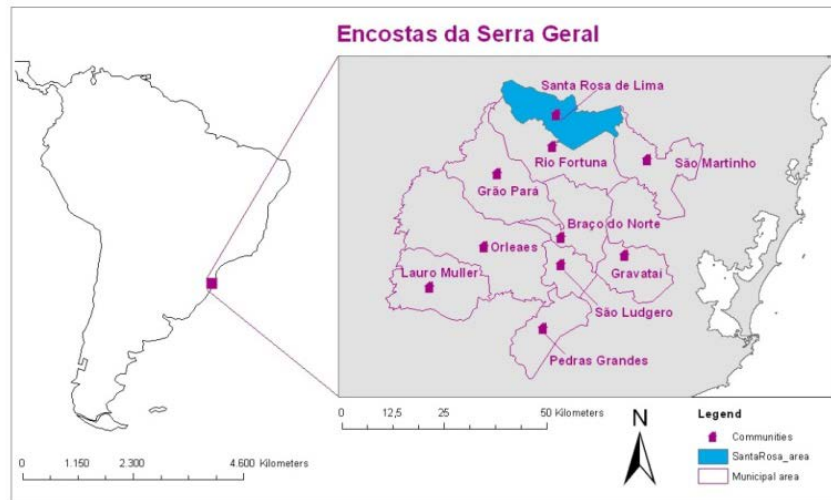 Encostas da Serra Geral
Santa Rosa de Lima
Rio Fortuna
São Martinho
Grão Pará
Braço do Norte
Orleaes
Lauro Muller
Gravataí
São Ludgero
Pedras Grandes
0 12,5 25 50 Kilometers
N
Legend
Communities
SantaRosa_area
Municipal area
0 1.150 2.300 4.600 Kilometers